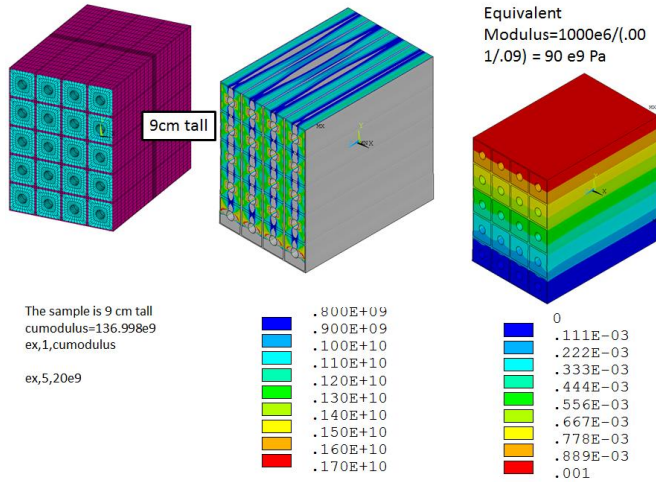 Equivalent
Modulus=1000e6/(.00
1/.09) = 90 e9 Pa
9cm tall
MX
MX
Y
X
X
The sample is 9 cm tall
cumodulus=136.998e9
ex,1,cumodulus
ex,5,20e9
.800E+09
.900E+09
.100E+10
.110E+10
.120E+10
.130E+10
.140E+10
.150E+10
.160E+10
.170E+10
0
.111E-03
.222E-03
.333E-03
.444E-03
.556E-03
.667E-03
.778E-03
.889E-03
.001